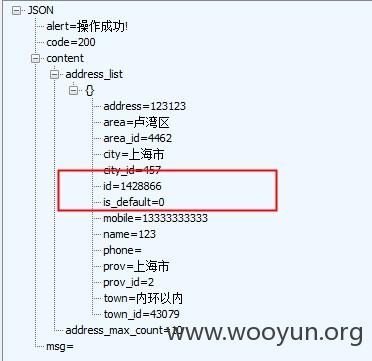 JSON
alert=操作成功!
code=200
content
address_list
{}
address=123123
area=卢湾区
area_id=4462
city=上海市
city_id=457
id=1428866
is_default=0
mobile=13333333333
name=123
phone=
prov=上海市
prov_id=2
town=内环以内
town_id=43079
address_max_count=10
msg=
www.wooyun.org